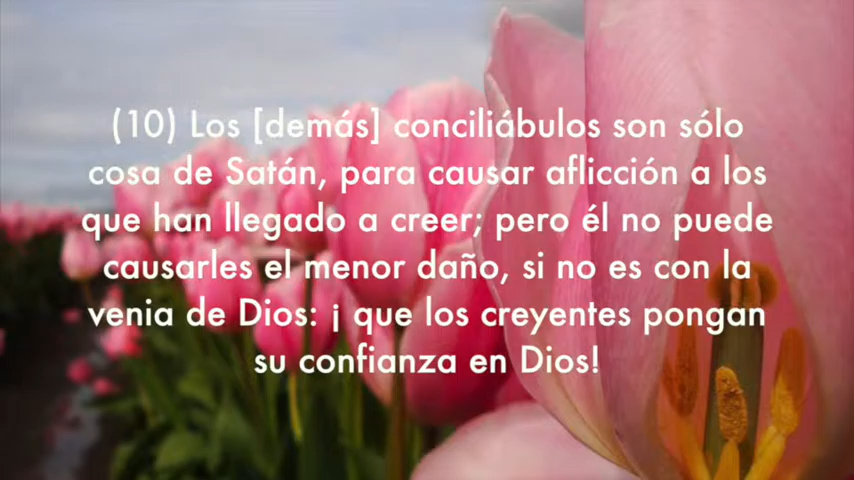 (10) Los [demás] conciliábulos son sólo
cosa de Satán, para causar aflicción a los
que han llegado a creer; pero él no puede
causarles el menor daño, si no es con la
venia de Dios: ¡ que los creyentes pongan
su confianza en Dios!